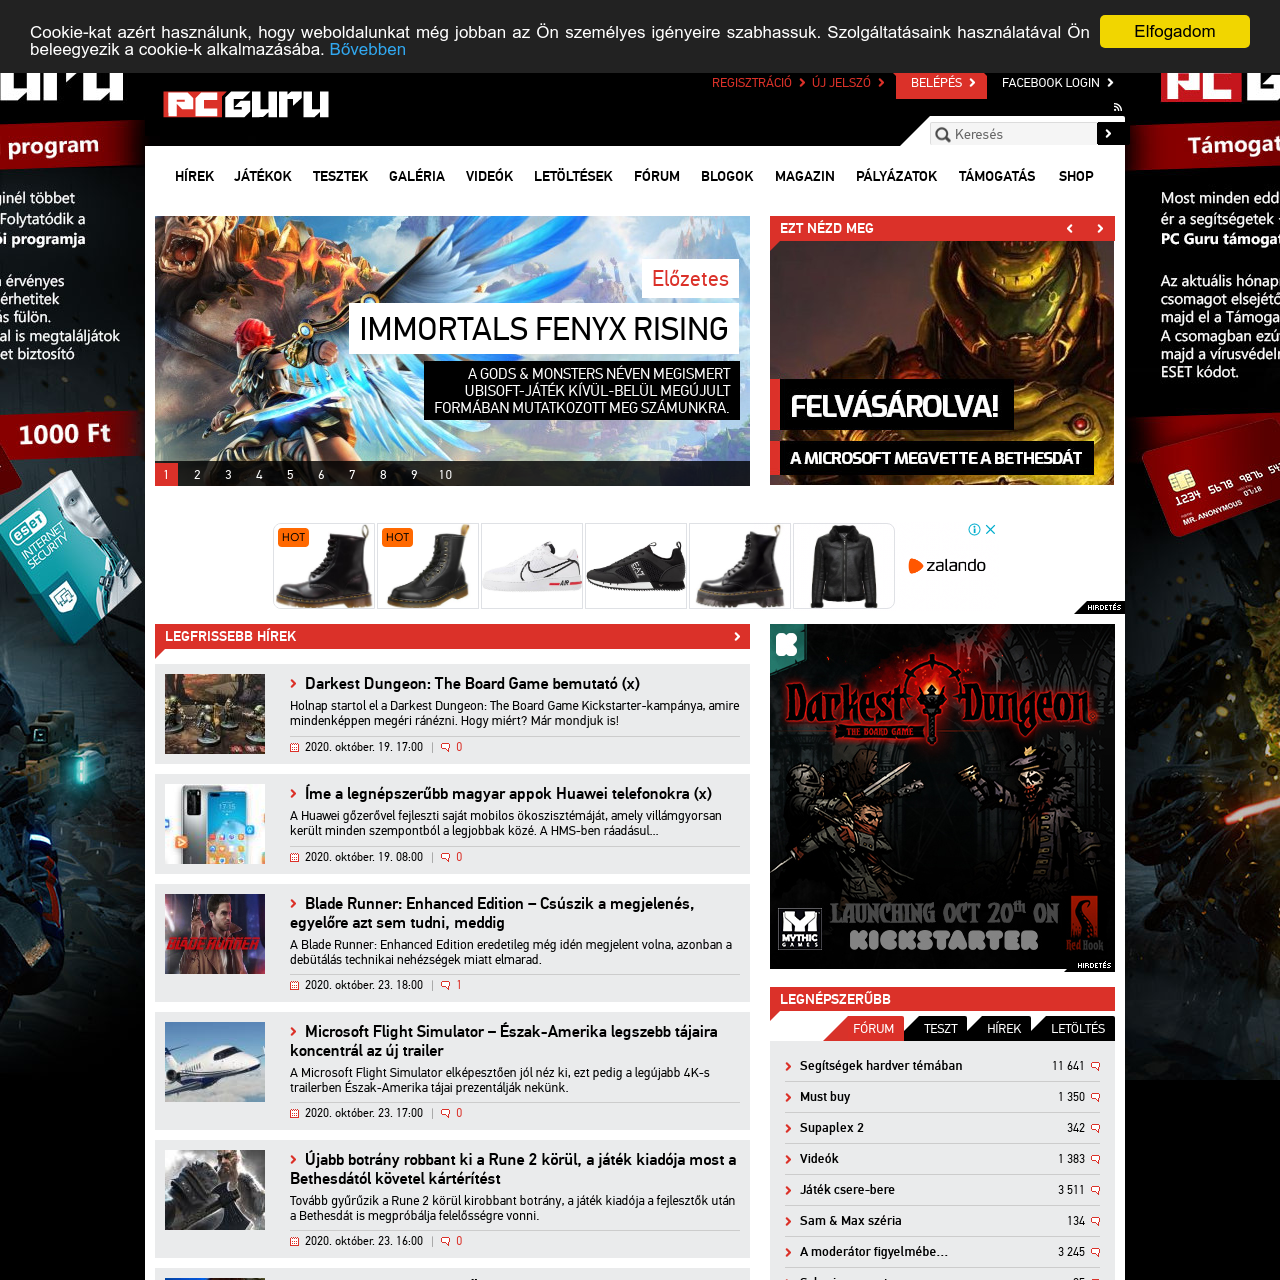 Cookie-kat azért használunk, hogy weboldalunkat még jobban az Ön személyes igényeire szabhassuk. Szolgáltatásaink használatával Ön
beleegyezik a cookie-k alkalmazásába. Bővebben
Elfogadom
REGISZTRÁCIÓ
ÚJ JELSZÓ
BELÉPÉS
FACEBOOK LOGIN
PC GURU
Keresés
HÍREK JÁTÉKOK TESZTEK GALÉRIA VIDEÓK LETÖLTÉSEK FÓRUM BLOGOK MAGAZIN PÁLYÁZATOK TÁMOGATÁS SHOP
program
ginél többet
Folytatódik a
ói programja
érvényes
érhetitek
ás fülön.
al is megtaláljátok
et biztosító
1000 Ft
eseT
INTERNET
SECURITY
Előzetes
IMMORTALS FENYX RISING
A GODS & MONSTERS NÉVEN MEGISMERT
UBISOFT-JÁTÉK KÍVÜL-BELÜL MEGÚJULT
FORMÁBAN MUTATKOZOTT MEG SZÁMUNKRA.
1 2 3 4 5 6 7 8 9 10
EZT NÉZD MEG
FELVÁSÁROLVA!
A MICROSOFT MEGVETTE A BETHESDÁT
PC G
Támogat
Most minden edd
ér a segítségetek
PC Guru támogat
Az aktuális hónap
csomagot elsejétő
majd el a Támoga
A csomagban ezú
majd a vírusvédelm
ESET kódot.
1234 5678 9876 54
MR. ANONYMOUS
HOT
HOT
AIR
EA7
zalando
HIRDETÉS
LEGFRISSEBB HÍREK
Darkest Dungeon: The Board Game bemutató (x)
Holnap startol el a Darkest Dungeon: The Board Game Kickstarter-kampánya, amire
mindenképpen megéri ránézni. Hogy miért? Már mondjuk is!
2020. október. 19. 17:00 | 0
Íme a legnépszerűbb magyar appok Huawei telefonokra (x)
A Huawei gőzerővel fejleszti saját mobilos ökoszisztémáját, amely villámgyorsan
került minden szempontból a legjobbak közé. A HMS-ben ráadásul...
2020. október. 19. 08:00 | 0
BLADE RUNNER
Blade Runner: Enhanced Edition – Csúszik a megjelenés,
egyelőre azt sem tudni, meddig
A Blade Runner: Enhanced Edition eredetileg még idén megjelent volna, azonban a
debütálás technikai nehézségek miatt elmarad.
2020. október. 23. 18:00 | 1
Microsoft Flight Simulator – Észak-Amerika legszebb tájaira
koncentrál az új trailer
A Microsoft Flight Simulator elképesztően jól néz ki, ezt pedig a legújabb 4K-s
trailerben Észak-Amerika tájai prezentálják nekünk.
2020. október. 23. 17:00 | 0
Újabb botrány robbant ki a Rune 2 körül, a játék kiadója most a
Bethesdától követel kártérítést
Tovább gyűrűzik a Rune 2 körül kirobbant botrány, a játék kiadója a fejlesztők után
a Bethesdát is megpróbálja felelősségre vonni.
2020. október. 23. 16:00 | 0
K
Darkest Dungeon
THE BOARD GAME
LAUNCHING OCT 20th ON
KICKSTARTER
MYTHIC
GAMES
Red Hook
HIRDETÉS
LEGNÉPSZERŰBB
FÓRUM TESZT HÍREK LETÖLTÉS
Segítségek hardver témában 11 641
Must buy 1 350
Supaplex 2 342
Videók 1 383
Játék csere-bere 3 511
Sam & Max széria 134
A moderátor figyelmébe... 3 245